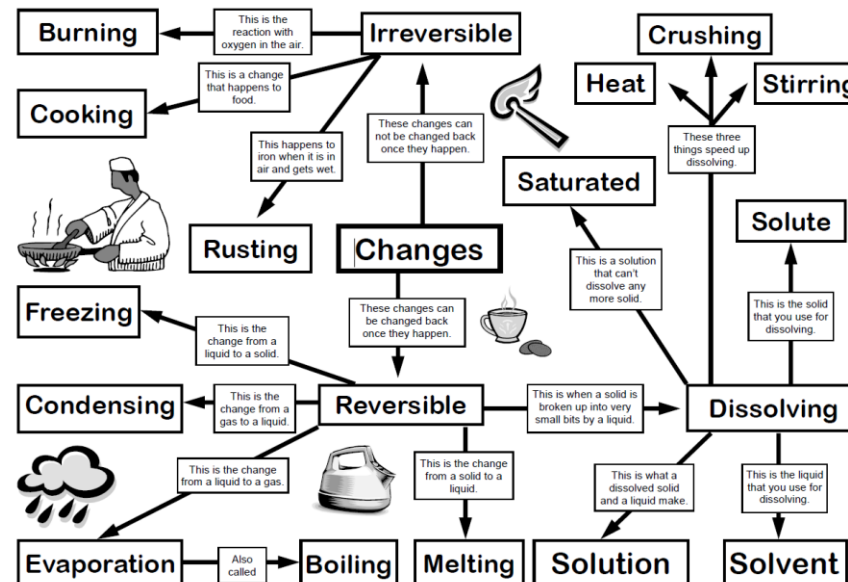 Burning
This is the
reaction with
oxygen in the air.
Irreversible
Crushing
Heat
Stirring
This is a change
that happens to
food.
Cooking
These changes can
not be changed back
once they happen.
These three
things speed up
dissolving.
This happens to
iron when it is in
air and gets wet.
Saturated
Solute
Rusting
Changes
This is a solution
that can't
dissolve any
more solid.
This is the solid
that you use for
dissolving.
Freezing
These changes can
be changed back
once they happen.
This is the
change from a
liquid to a solid.
Condensing
This is the
change from a
gas to a liquid.
Reversible
This is when a solid is
broken up into very
small bits by a liquid.
Dissolving
This is the change
from a liquid to a gas.
This is the change
from a solid to a
liquid.
This is what a
dissolved solid
and a liquid make.
This is the liquid
that you use for
dissolving.
Evaporation
Also
called
Boiling
Melting
Solution
Solvent